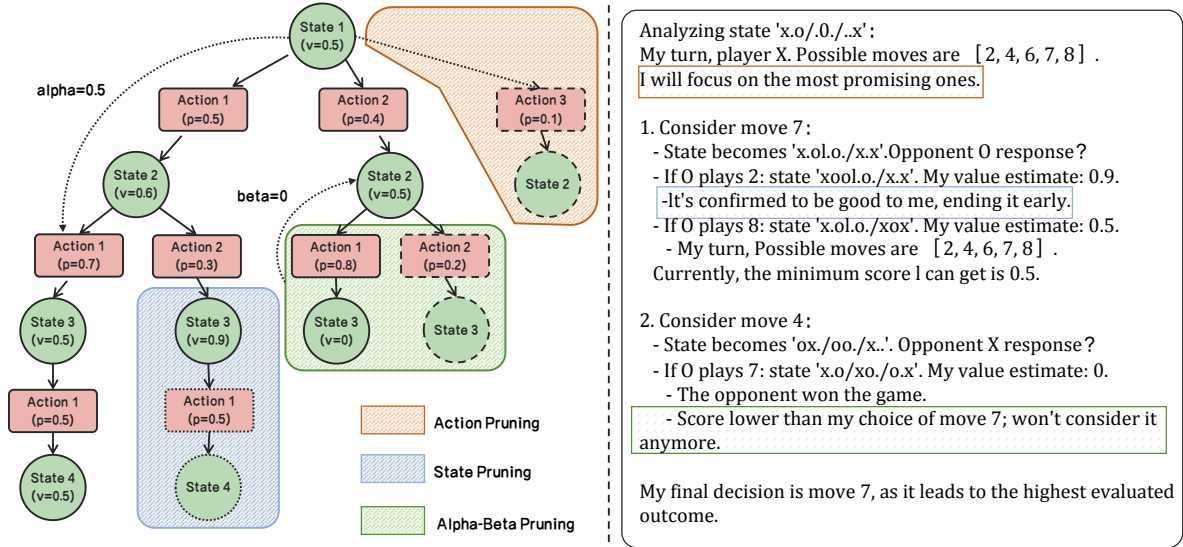 State 1
(v=0.5)
alpha=0.5
Action 1
(p=0.5)
Action 2
(p=0.4)
Action 3
(p=0.1)
State 2
(v=0.6)
beta=0
State 2
(v=0.5)
State 2
Action 1
(p=0.7)
Action 2
(p=0.3)
Action 1
(p=0.8)
Action 2
(p=0.2)
State 3
(v=0.5)
State 3
(v=0.9)
State 3
(v=0)
State 3
Action 1
(p=0.5)
Action 1
(p=0.5)
State 4
(v=0.5)
State 4
Action Pruning
State Pruning
Alpha-Beta Pruning
Analyzing state 'x.o/.0./..x':
My turn, player X. Possible moves are [2, 4, 6, 7, 8] .
I will focus on the most promising ones.
1. Consider move 7:
- State becomes 'x.ol.o./x.x'.Opponent O response?
- If O plays 2: state 'xool.o./x.x'. My value estimate: 0.9.
-It's confirmed to be good to me, ending it early.
- If O plays 8: state 'x.ol.o./xox'. My value estimate: 0.5.
- My turn, Possible moves are [2, 4, 6, 7, 8] .
Currently, the minimum score l can get is 0.5.
2. Consider move 4:
- State becomes 'ox./oo./x..'. Opponent X response?
- If O plays 7: state 'x.o/xo./o.x'. My value estimate: 0.
- The opponent won the game.
- Score lower than my choice of move 7; won't consider it
anymore.
My final decision is move 7, as it leads to the highest evaluated
outcome.